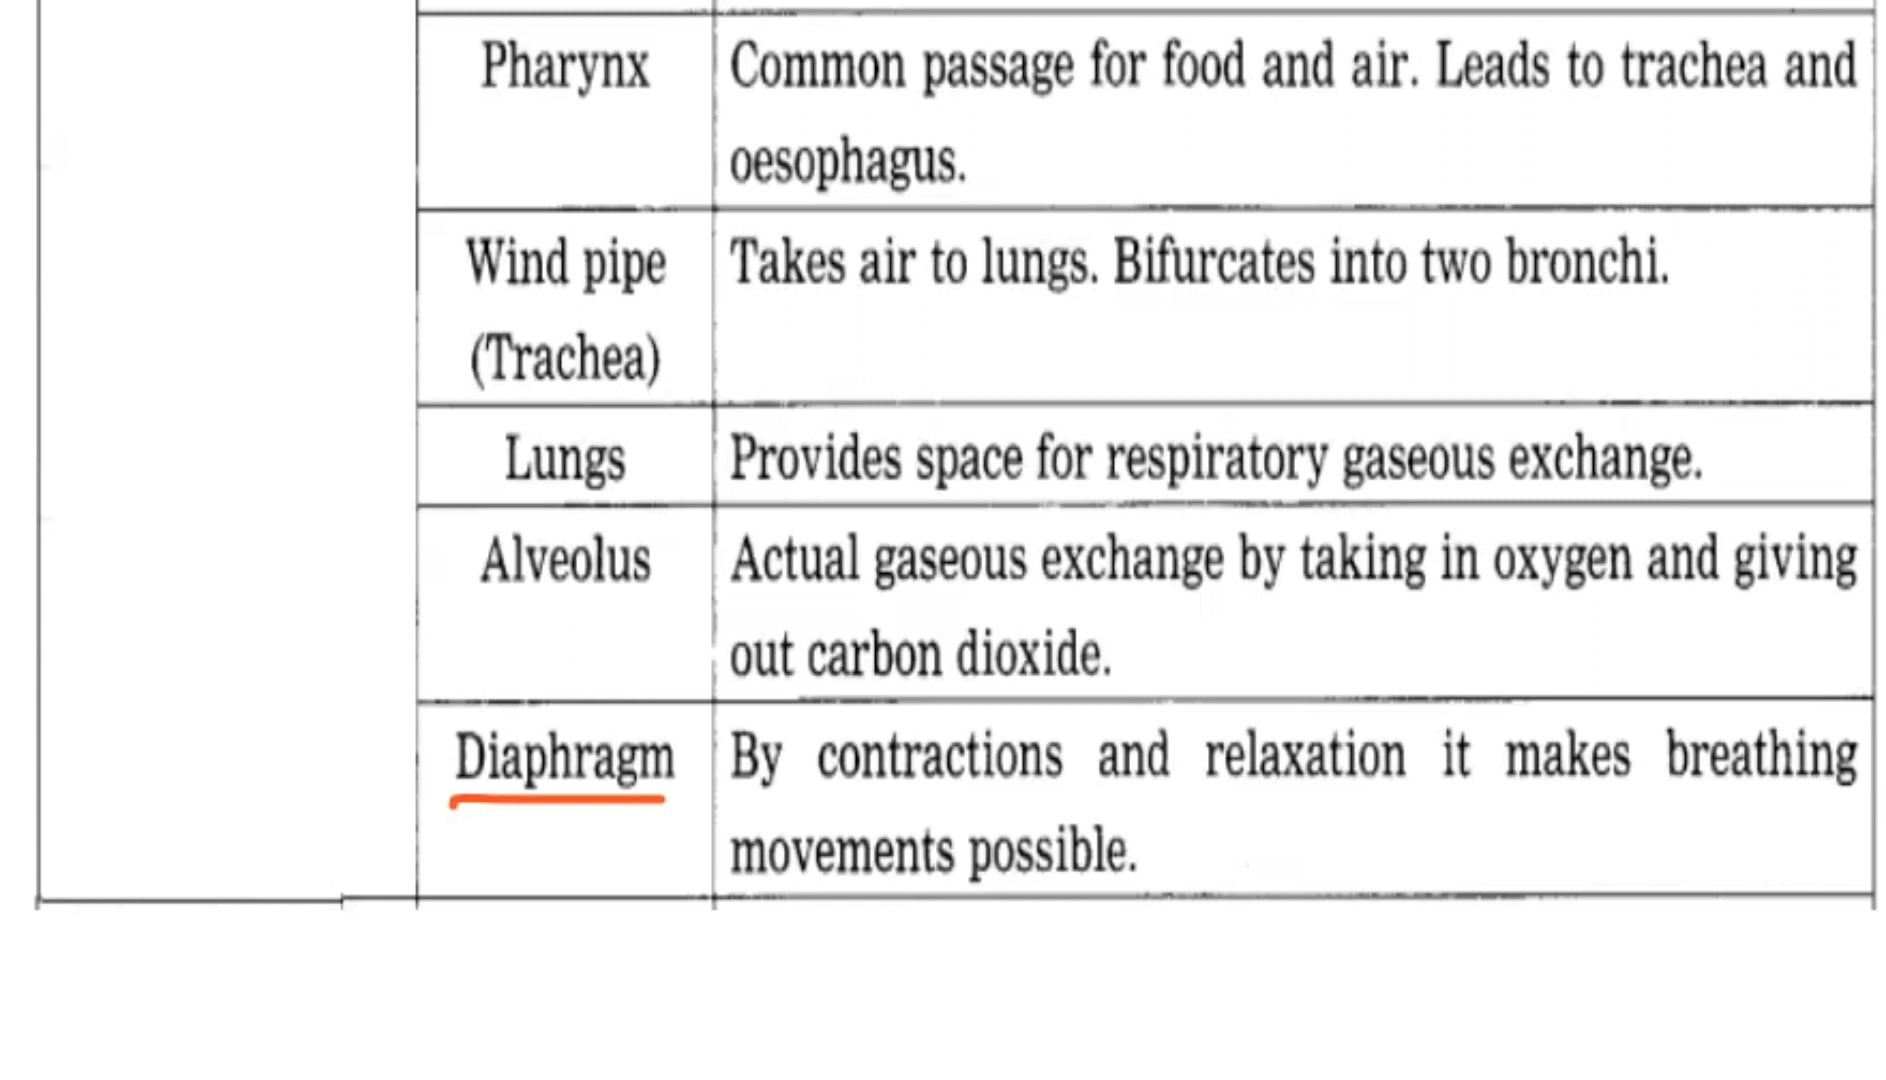 Pharynx Common passage for food and air. Leads to trachea and
oesophagus.
Wind pipe Takes air to lungs. Bifurcates into two bronchi.
(Trachea)
Lungs Provides space for respiratory gaseous exchange.
Alveolus Actual gaseous exchange by taking in oxygen and giving
out carbon dioxide.
Diaphragm By contractions and relaxation it makes breathing
movements possible.